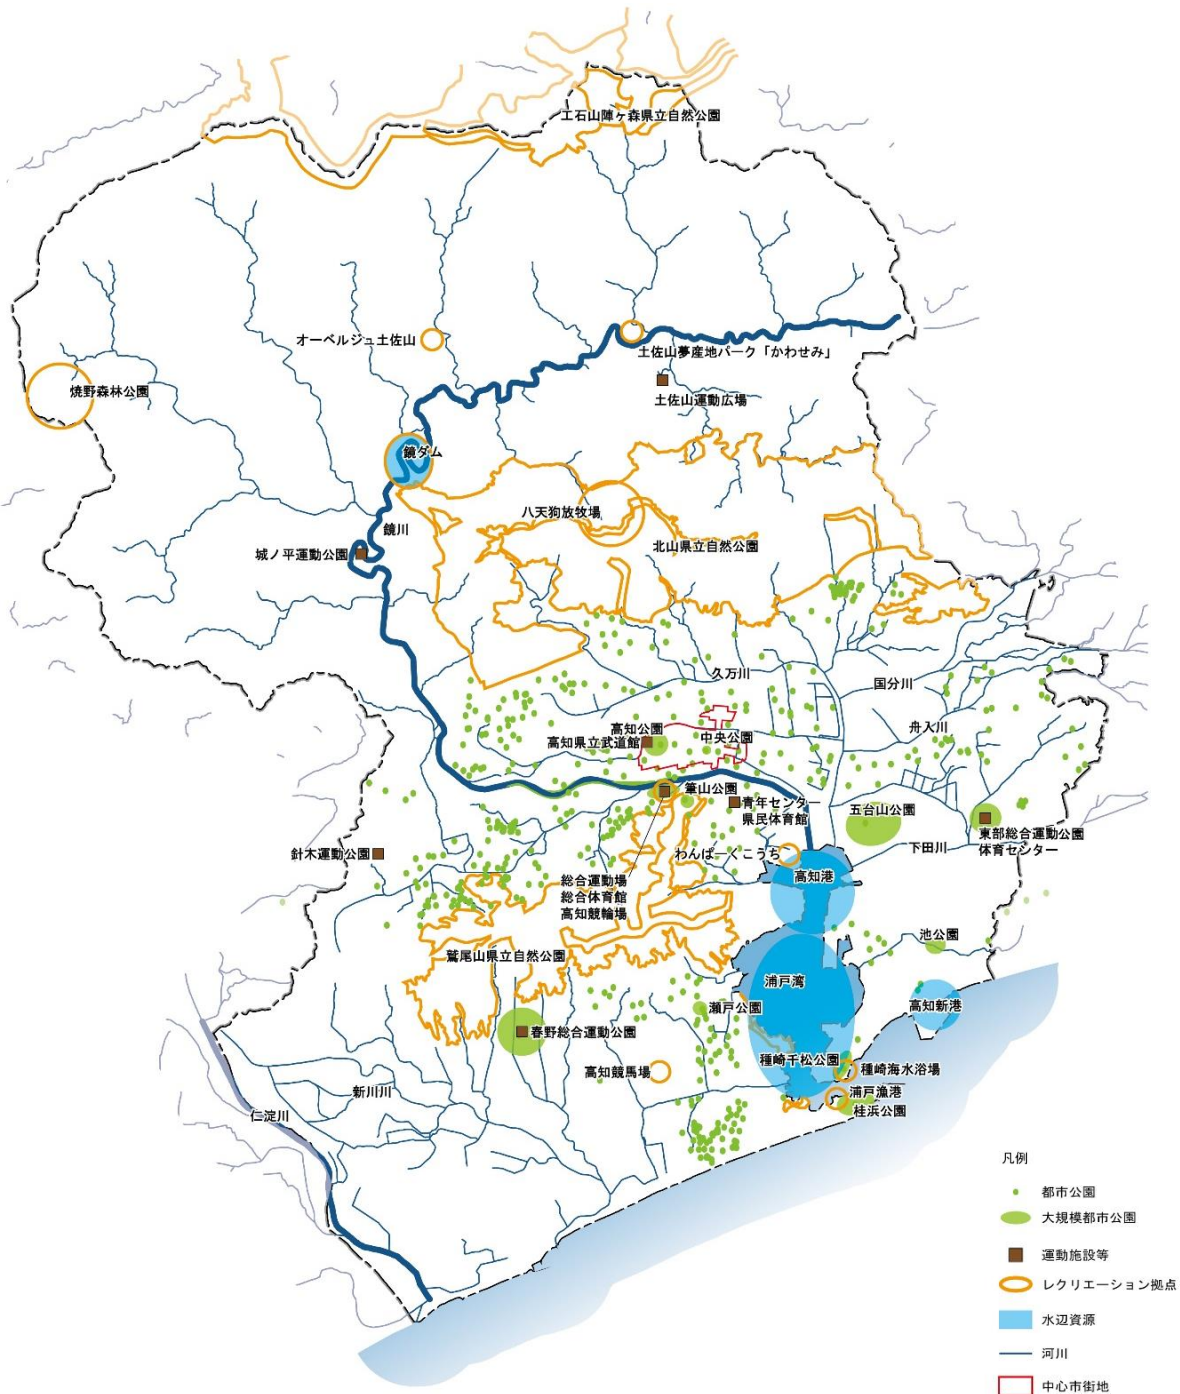 工石山陣ヶ森県立自然公園
オーベルジュ土佐山
土佐山夢産地パーク「かわせみ」
焼野森林公園
土佐山運動広場
鏡ダム
八天狗放牧場
鏡川
北山県立自然公園
城ノ平運動公園
久万川
国分川
高知公園
舟入川
高知県立武道館
中央公園
筆山公園
青年センター
県民体育館
五台山公園
東部総合運動公園
体育センター
下田川
針木運動公園
わんぱーくこうち
高知港
総合運動場
総合体育館
高知競輪場
池公園
鷲尾山県立自然公園
浦戸湾
高知新港
瀬戸公園
春野総合運動公園
種崎千松公園
種崎海水浴場
高知競馬場
新川川
浦戸漁港
桂浜公園
仁淀川
凡例
都市公園
大規模都市公園
運動施設等
レクリエーション拠点
水辺資源
河川
中心市街地